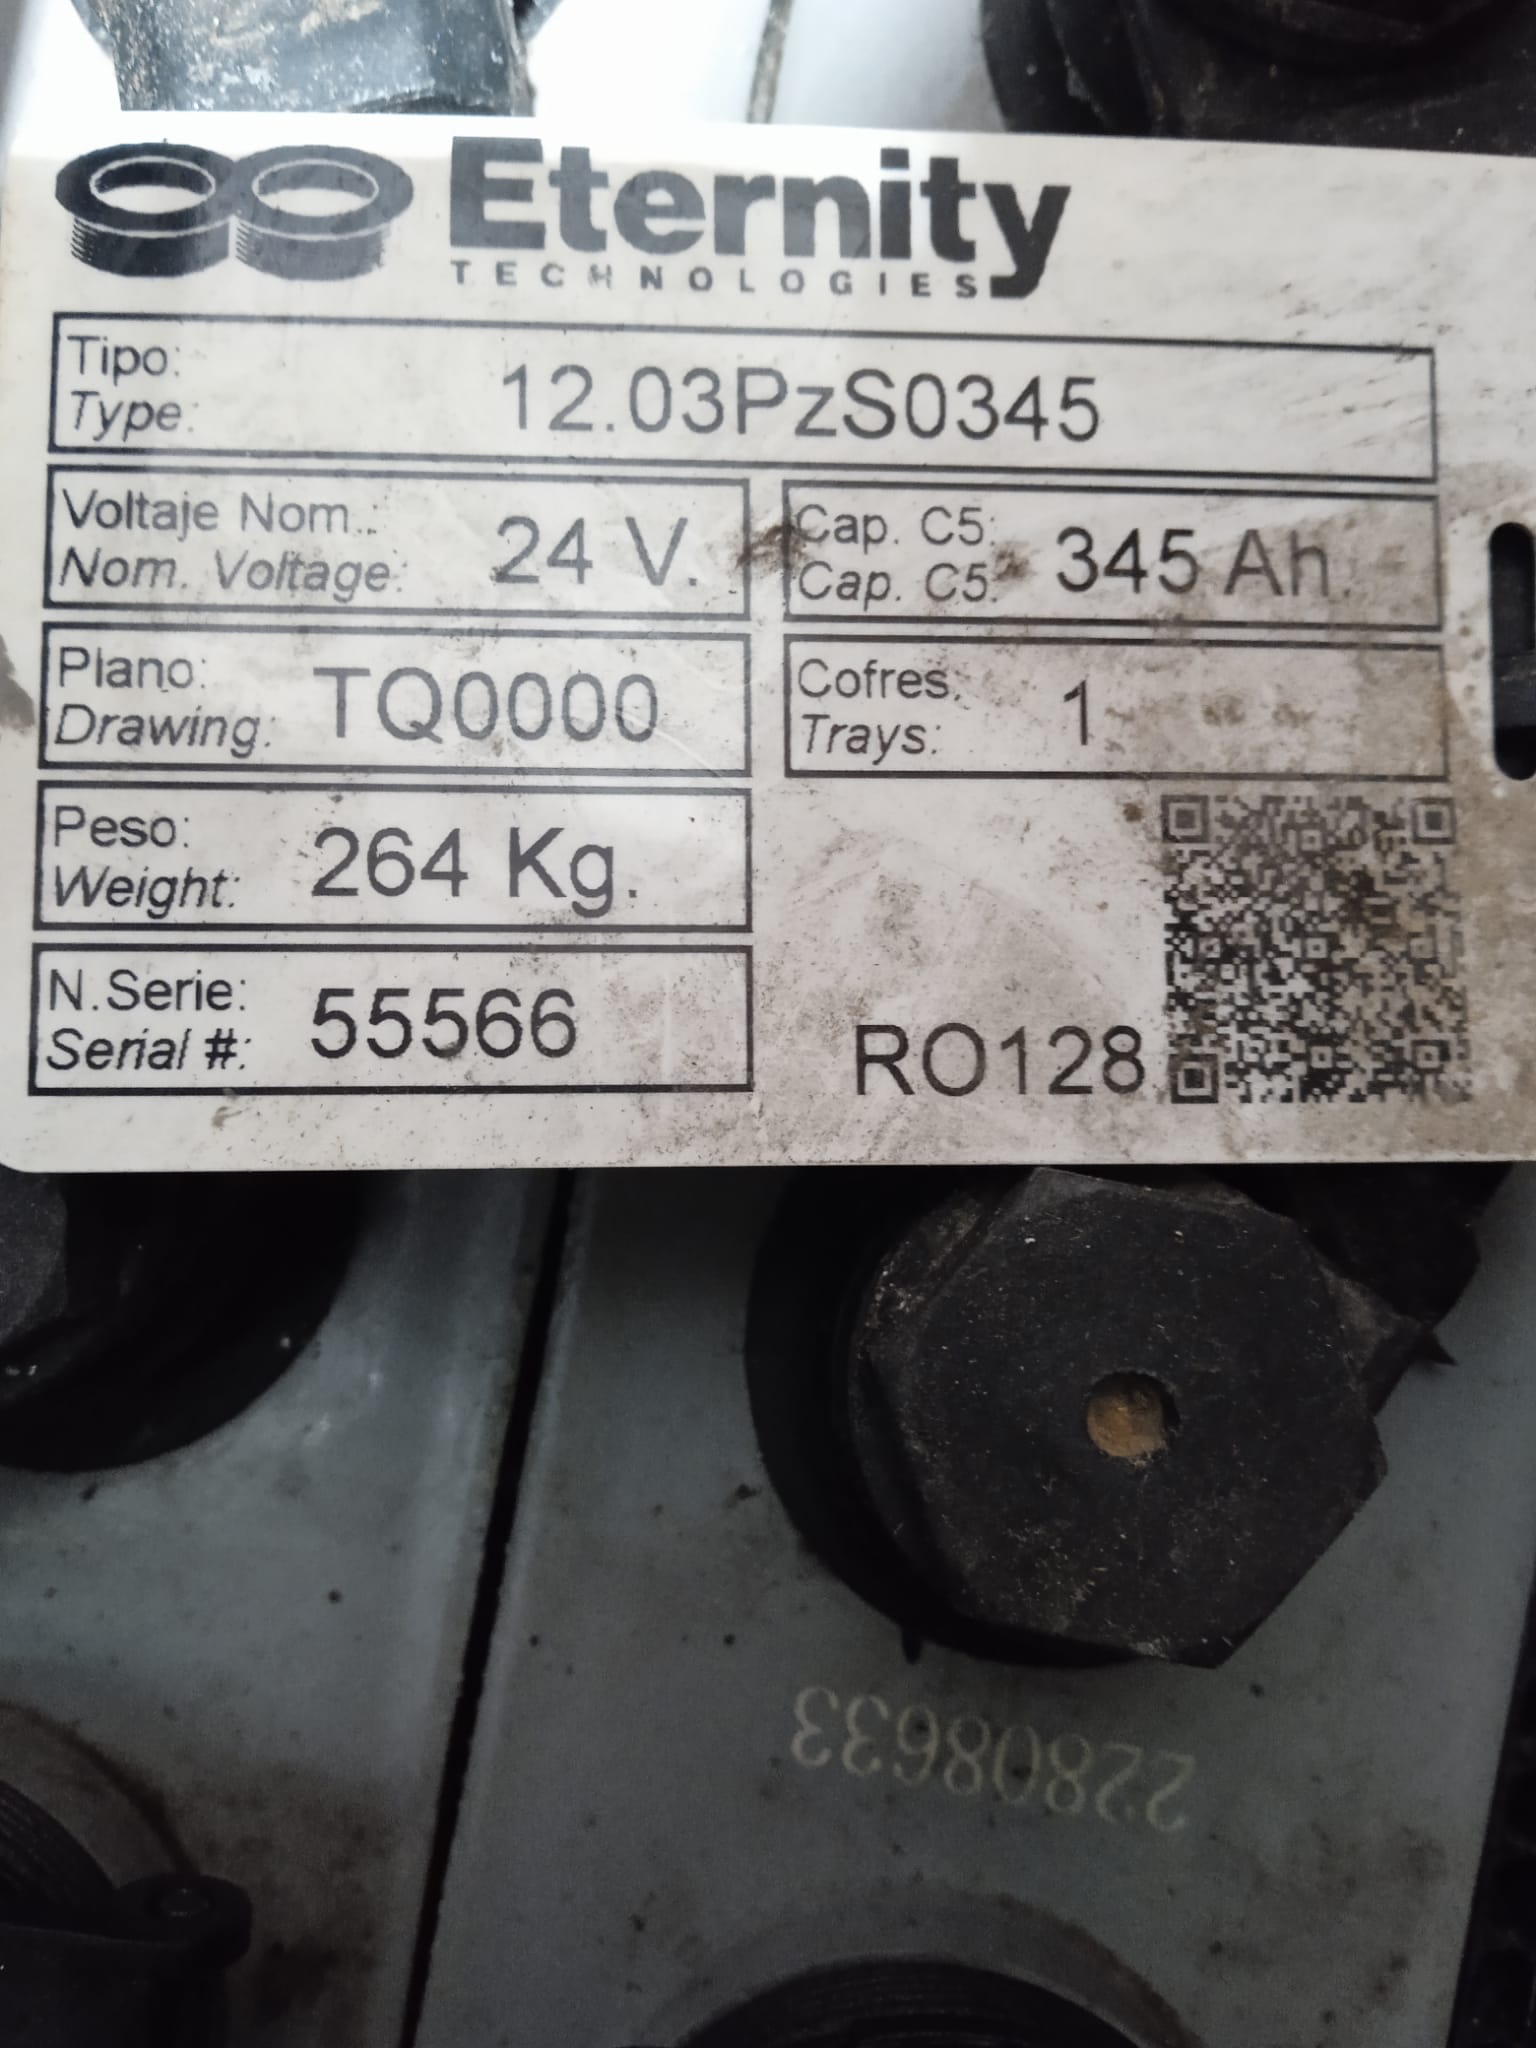 Eternity
TECHNOLOGIES
Tipo:
Type:
12.03PzS0345
Voltaje Nom.:
Nom. Voltage:
24 V.
Cap. C5:
Cap. C5:
345 Ah.
Plano:
Drawing:
TQ0000
Cofres:
Trays:
1
Peso:
Weight:
264 Kg.
N.Serie:
Serial #:
55566
RO128
22808633